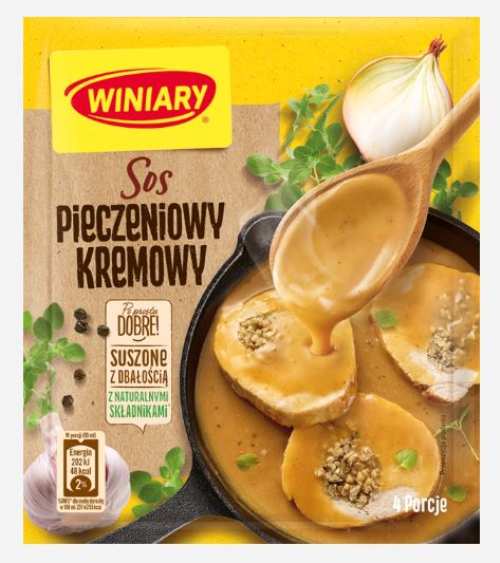 WINIARY
®
Sos
PIECZENIOWY
KREMOWY
Po prostu
DOBRE!
SUSZONE
Z DBAŁOŚCIĄ
Z NATURALNYMI
SKŁADNIKAMI*
Energia
202 kJ
48 kcal
2%
4 Porcje